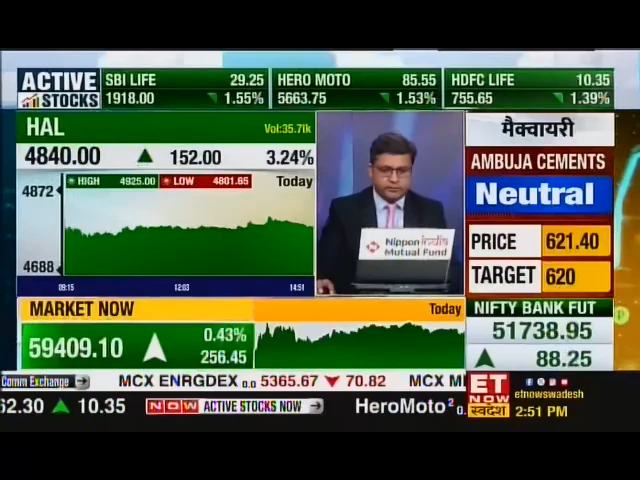 ACTIVE STOCKS
SBI LIFE 29.25
1918.00 1.55%
HERO MOTO 85.55
5663.75 1.53%
HDFC LIFE 10.35
755.65 1.39%
HAL Vol:35.71k
4840.00 152.00 3.24%
HIGH 4925.00 LOW 4801.65 Today
4872
4688
09:15 12:03 14:51
Nippon india
Mutual Fund
मैक्वायरी
AMBUJA CEMENTS
Neutral
PRICE 621.40
TARGET 620
MARKET NOW Today
59409.10 0.43%
256.45
NIFTY BANK FUT
51738.95
88.25
Comm Exchange MCX ENRGDEX 0.0 5365.67 70.82
62.30 10.35 NOW ACTIVE STOCKS NOW HeroMoto 2
ET NOW स्वदेश
etnowswadesh
2:51 PM